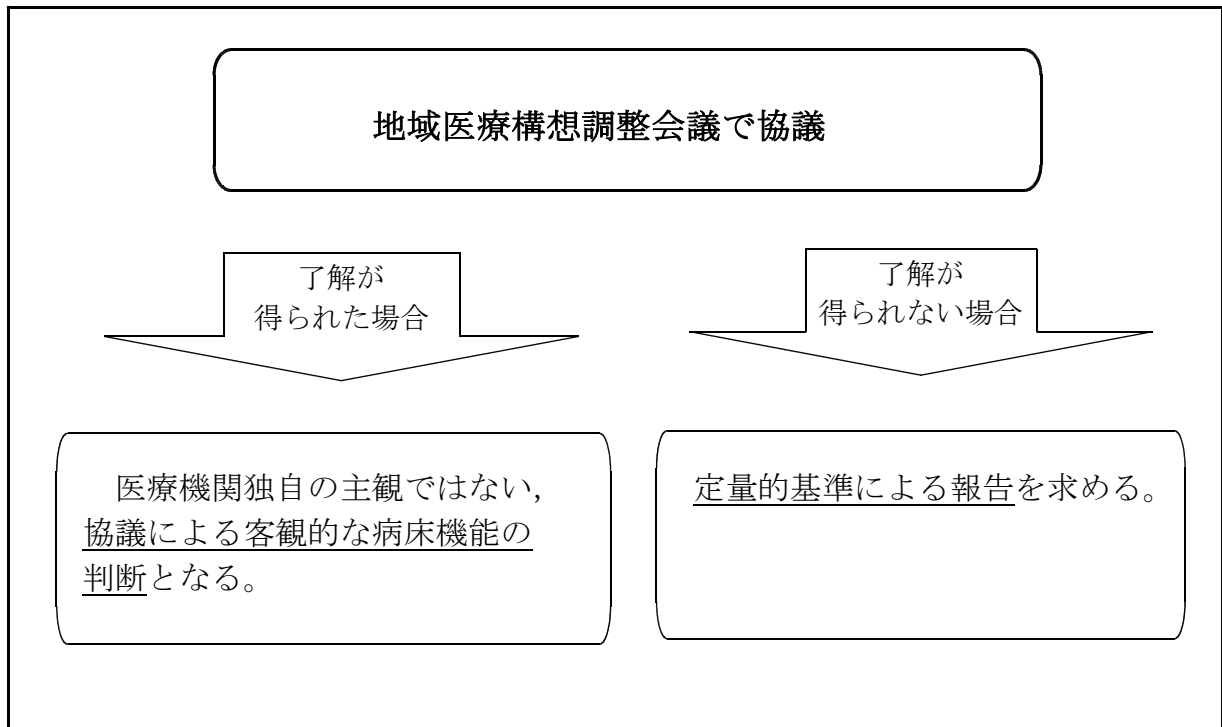 地域医療構想調整会議で協議
了解が
得られた場合
了解が
得られない場合
医療機関独自の主観ではない,
協議による客観的な病床機能の
判断となる。
定量的基準による報告を求める。